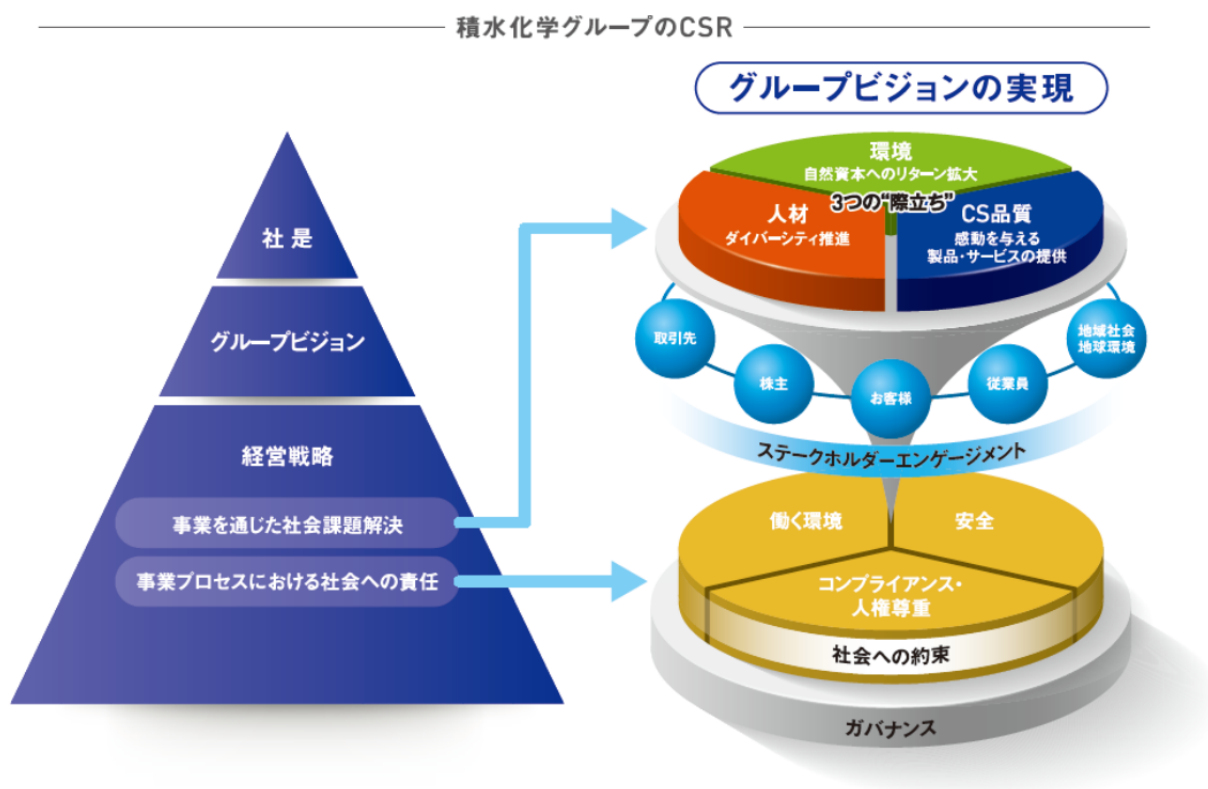 積水化学グループのCSR
社是
グループビジョン
経営戦略
事業を通じた社会課題解決
事業プロセスにおける社会への責任
グループビジョンの実現
環境
自然資本へのリターン拡大
3つの“際立ち”
人材
ダイバーシティ推進
CS品質
感動を与える
製品・サービスの提供
取引先
株主
お客様
従業員
地域社会
地球環境
ステークホルダーエンゲージメント
働く環境
安全
コンプライアンス・
人権尊重
社会への約束
ガバナンス